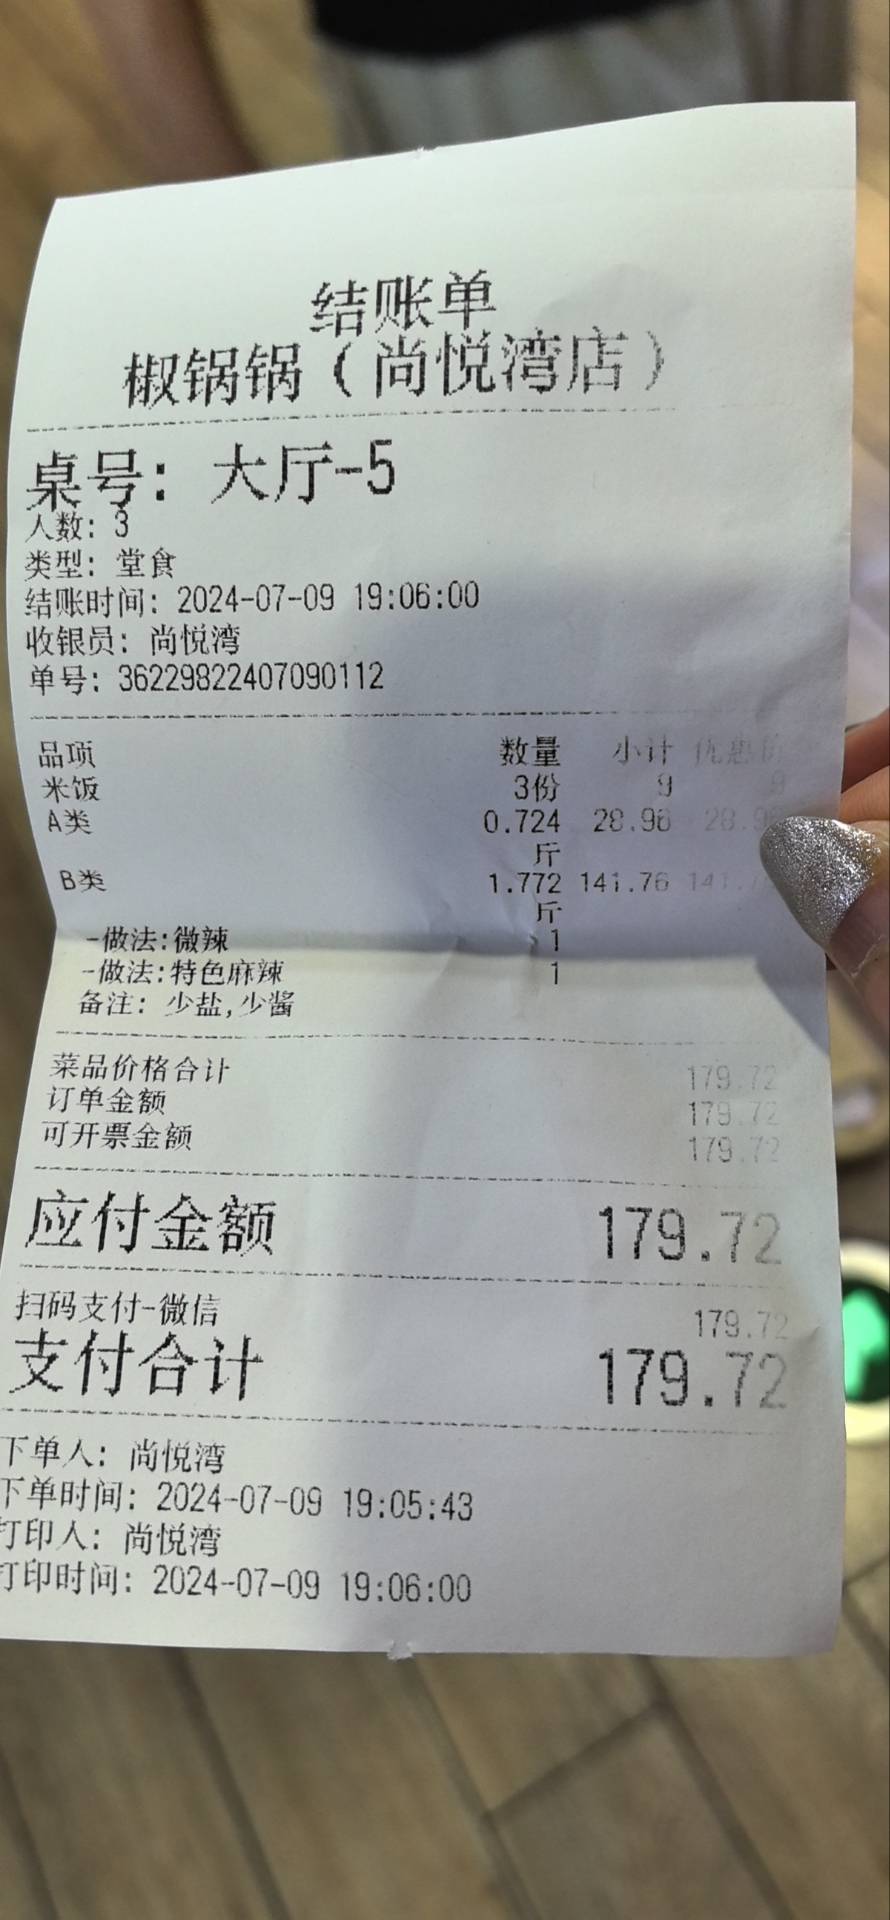 结账单
椒锅锅(尚悦湾店)
桌号: 大厅-5
人数: 3
类型: 堂食
结账时间: 2024-07-09 19:06:00
收银员: 尚悦湾
单号: 36229822407090112
品项 数量 小计 优惠价
米饭 3份 9 9
A类 0.724 28.96 28.96
斤
B类 1.772 141.76 141.76
斤
-做法:微辣 1
-做法:特色麻辣 1
备注: 少盐,少酱
菜品价格合计 179.72
订单金额 179.72
可开票金额 179.72
应付金额 179.72
扫码支付-微信 179.72
支付合计 179.72
下单人: 尚悦湾
下单时间: 2024-07-09 19:05:43
打印人: 尚悦湾
打印时间: 2024-07-09 19:06:00